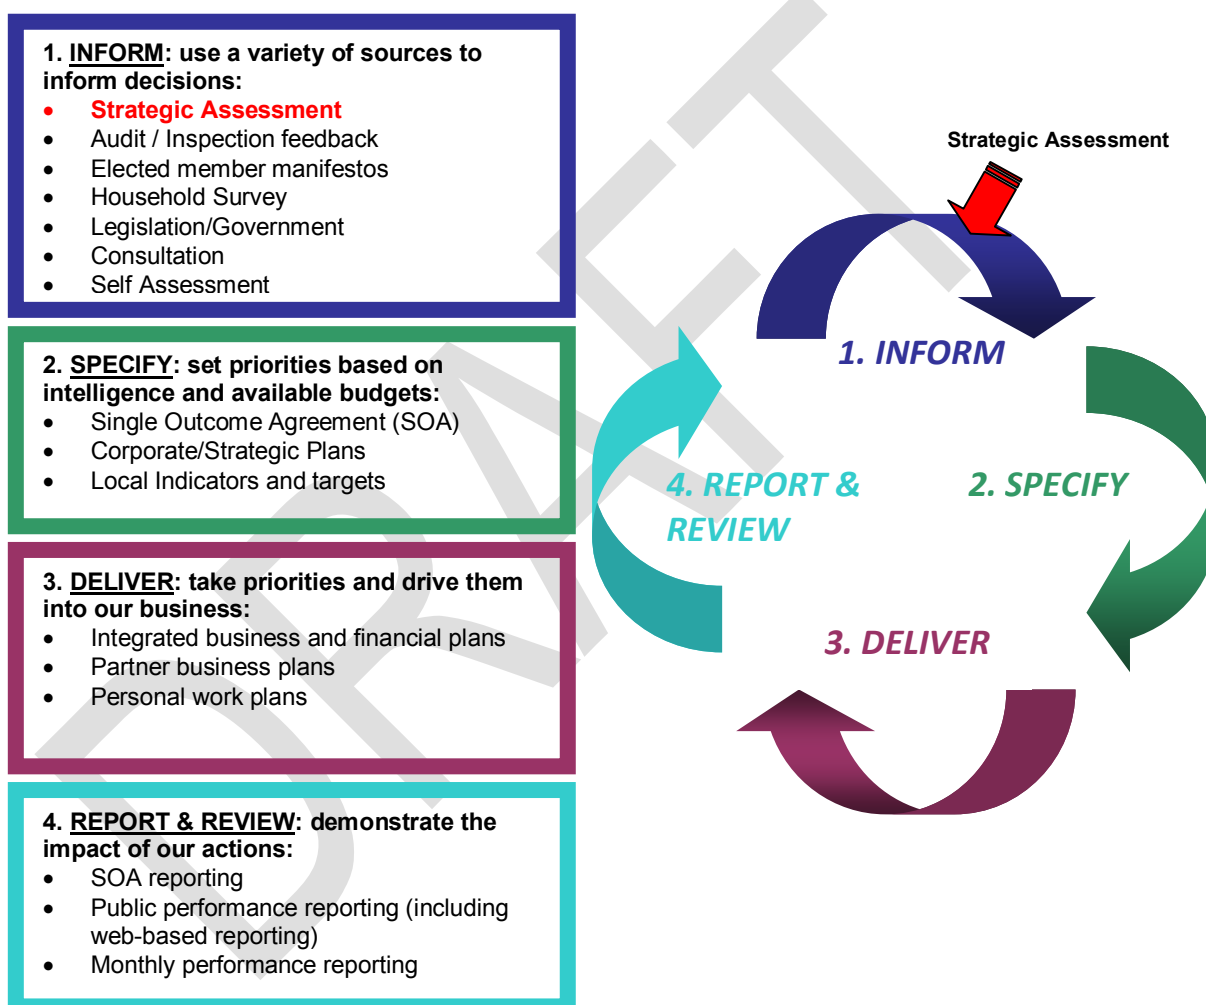 1. INFORM: use a variety of sources to
inform decisions:
• Strategic Assessment
• Audit / Inspection feedback
• Elected member manifestos
• Household Survey
• Legislation/Government
• Consultation
• Self Assessment
2. SPECIFY: set priorities based on
intelligence and available budgets:
• Single Outcome Agreement (SOA)
• Corporate/Strategic Plans
• Local Indicators and targets
3. DELIVER: take priorities and drive them
into our business:
• Integrated business and financial plans
• Partner business plans
• Personal work plans
4. REPORT & REVIEW: demonstrate the
impact of our actions:
• SOA reporting
• Public performance reporting (including
web-based reporting)
• Monthly performance reporting
Strategic Assessment
1. INFORM
2. SPECIFY
3. DELIVER
4. REPORT &
REVIEW
DRAFT